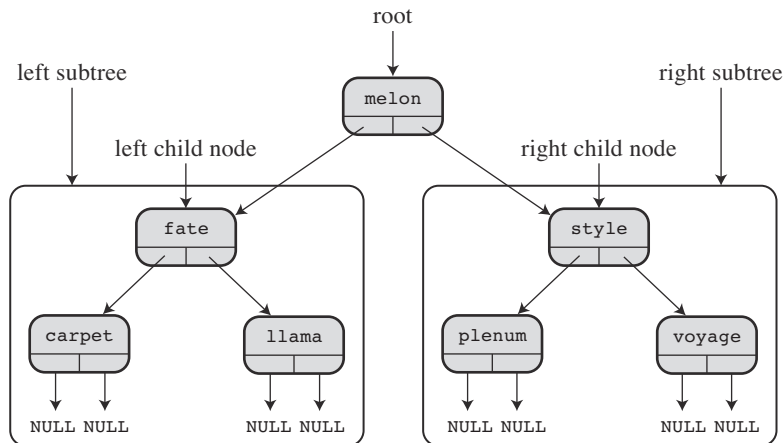 root
left subtree
right subtree
melon
left child node
right child node
fate
style
carpet
llama
plenum
voyage
NULL NULL
NULL NULL
NULL NULL
NULL NULL